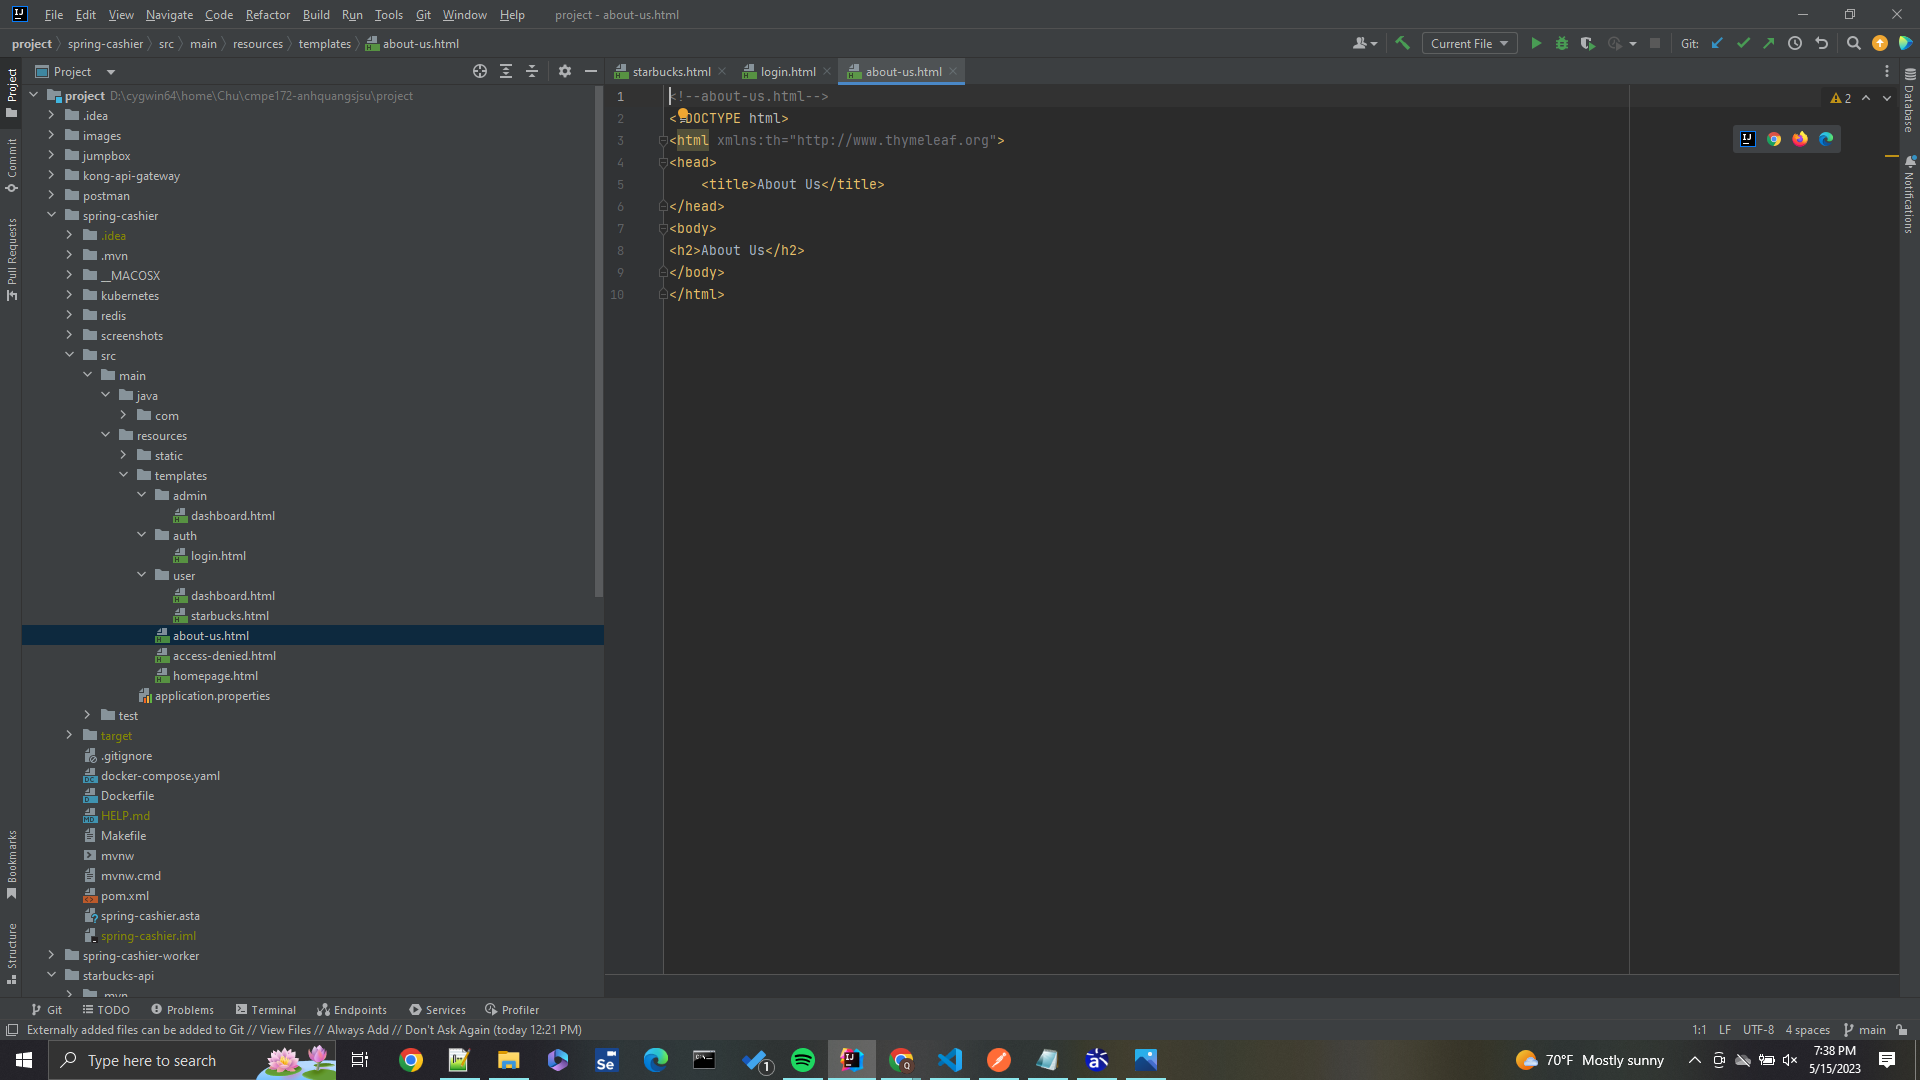 File Edit View Navigate Code Refactor Build Run Tools Git Window Help project - about-us.html
project spring-cashier src main resources templates about-us.html Current File Git:
Project
starbucks.html login.html about-us.html
project D:\cygwin64\home\Chu\cmpe172-anhquangsjsu\project
.idea
images
jumpbox
kong-api-gateway
postman
spring-cashier
.idea
.mvn
__MACOSX
kubernetes
redis
screenshots
src
main
java
com
resources
static
templates
admin
dashboard.html
auth
login.html
user
dashboard.html
starbucks.html
about-us.html
access-denied.html
homepage.html
application.properties
test
target
.gitignore
docker-compose.yaml
Dockerfile
HELP.md
Makefile
mvnw
mvnw.cmd
pom.xml
spring-cashier.asta
spring-cashier.iml
spring-cashier-worker
starbucks-api
.mvn
1 <!--about-us.html-->
2 <!DOCTYPE html>
3 <html xmlns:th="http://www.thymeleaf.org">
4 <head>
5 <title>About Us</title>
6 </head>
7 <body>
8 <h2>About Us</h2>
9 </body>
10 </html>
2
Project
Commit
Pull Requests
Bookmarks
Structure
Database
Notifications
Git TODO Problems Terminal Endpoints Services Profiler
Externally added files can be added to Git // View Files // Always Add // Don't Ask Again (today 12:21 PM) 1:1 LF UTF-8 4 spaces main
Type here to search 1 70°F Mostly sunny 7:38 PM
5/15/2023